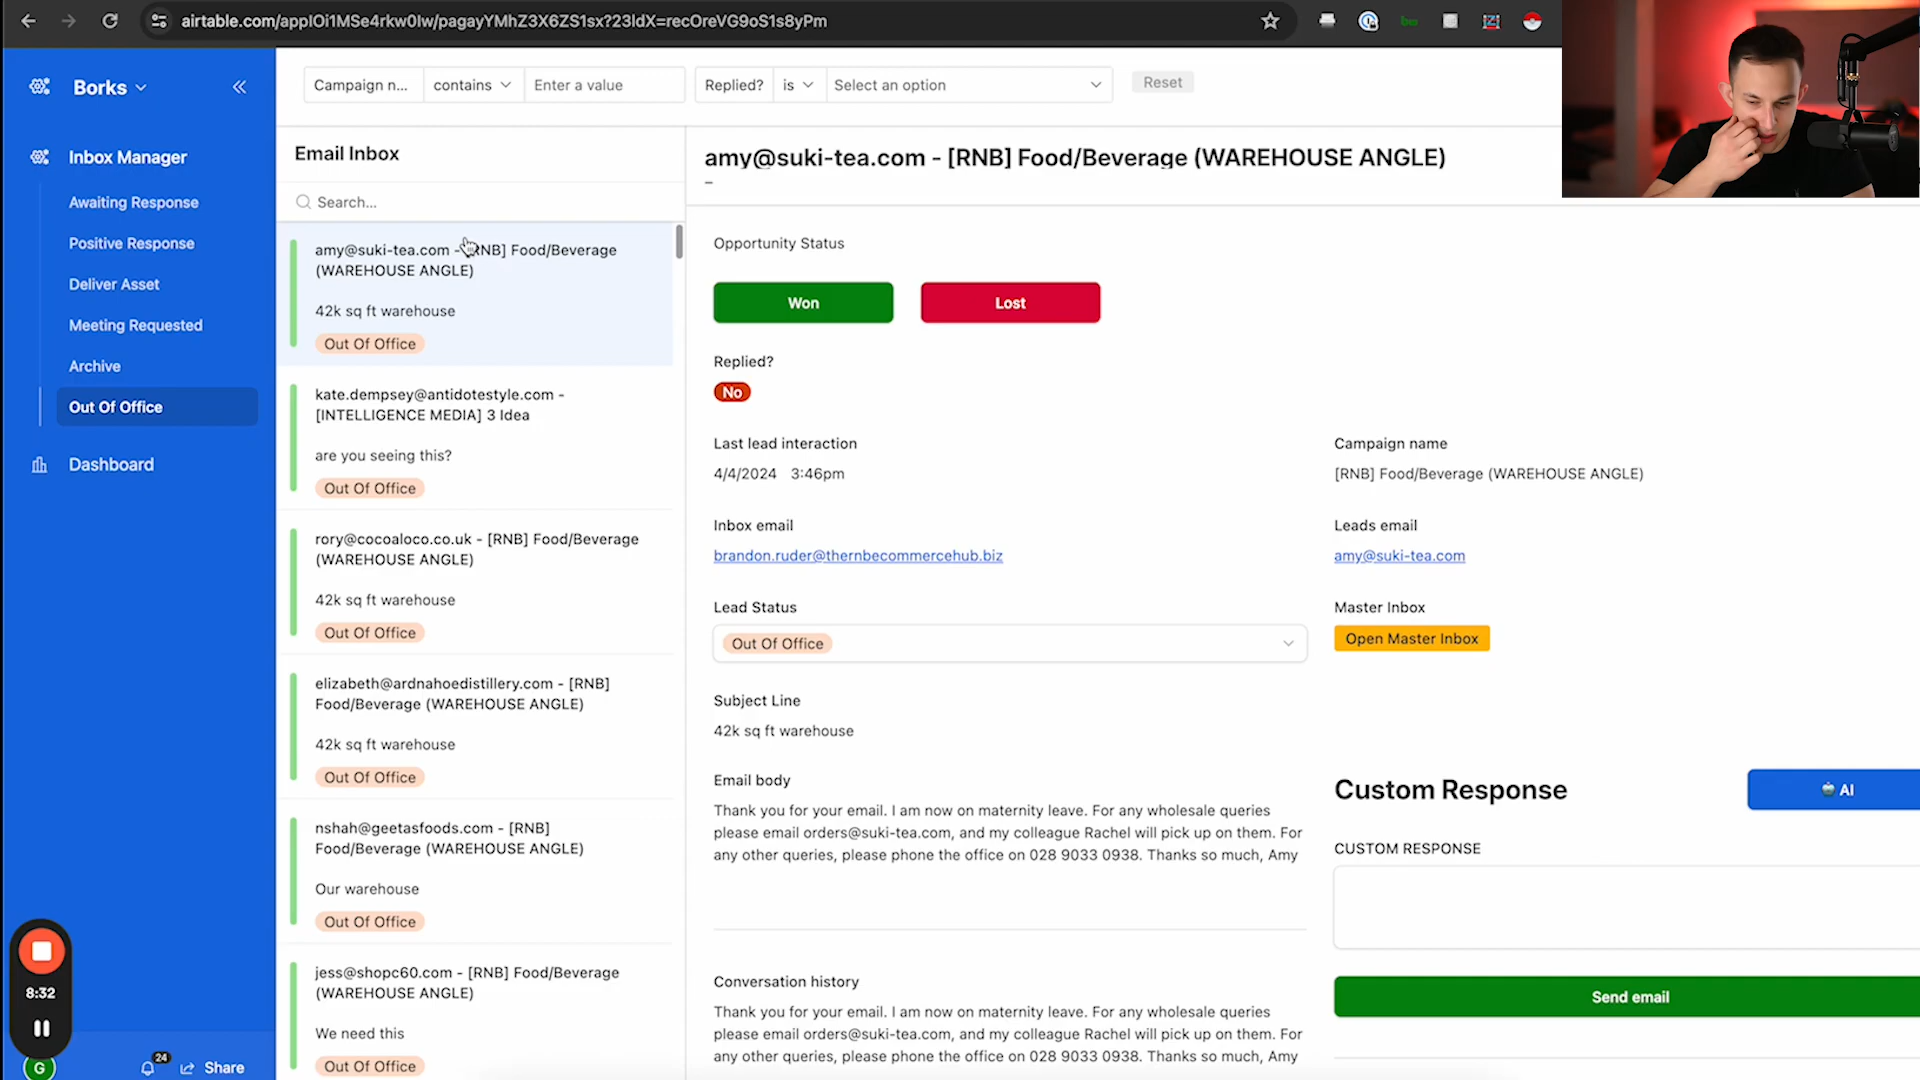 airtable.com/appIOi1MSe4rkw0lw/pagayYMhZ3X6ZS1sx?23ldX=recOreVG9oS1s8yPm
Borks
Campaign n...
contains
Enter a value
Replied?
is
Select an option
Reset
Inbox Manager
Awaiting Response
Positive Response
Deliver Asset
Meeting Requested
Archive
Out Of Office
Dashboard
8:32
G
24
Share
Email Inbox
Search...
amy@suki-tea.com - [RNB] Food/Beverage
(WAREHOUSE ANGLE)
42k sq ft warehouse
Out Of Office
kate.dempsey@antidotestyle.com -
[INTELLIGENCE MEDIA] 3 Idea
are you seeing this?
Out Of Office
rory@cocoaloco.co.uk - [RNB] Food/Beverage
(WAREHOUSE ANGLE)
42k sq ft warehouse
Out Of Office
elizabeth@ardnahoedistillery.com - [RNB]
Food/Beverage (WAREHOUSE ANGLE)
42k sq ft warehouse
Out Of Office
nshah@geetasfoods.com - [RNB]
Food/Beverage (WAREHOUSE ANGLE)
Our warehouse
Out Of Office
jess@shopc60.com - [RNB] Food/Beverage
(WAREHOUSE ANGLE)
We need this
Out Of Office
amy@suki-tea.com - [RNB] Food/Beverage (WAREHOUSE ANGLE)
–
Opportunity Status
Won
Lost
Replied?
No
Last lead interaction
4/4/2024 3:46pm
Campaign name
[RNB] Food/Beverage (WAREHOUSE ANGLE)
Inbox email
brandon.ruder@thernbecommercehub.biz
Leads email
amy@suki-tea.com
Lead Status
Out Of Office
Master Inbox
Open Master Inbox
Subject Line
42k sq ft warehouse
Email body
Thank you for your email. I am now on maternity leave. For any wholesale queries
please email orders@suki-tea.com, and my colleague Rachel will pick up on them. For
any other queries, please phone the office on 028 9033 0938. Thanks so much, Amy
Custom Response
AI
CUSTOM RESPONSE
Send email
Conversation history
Thank you for your email. I am now on maternity leave. For any wholesale queries
please email orders@suki-tea.com, and my colleague Rachel will pick up on them. For
any other queries, please phone the office on 028 9033 0938. Thanks so much, Amy